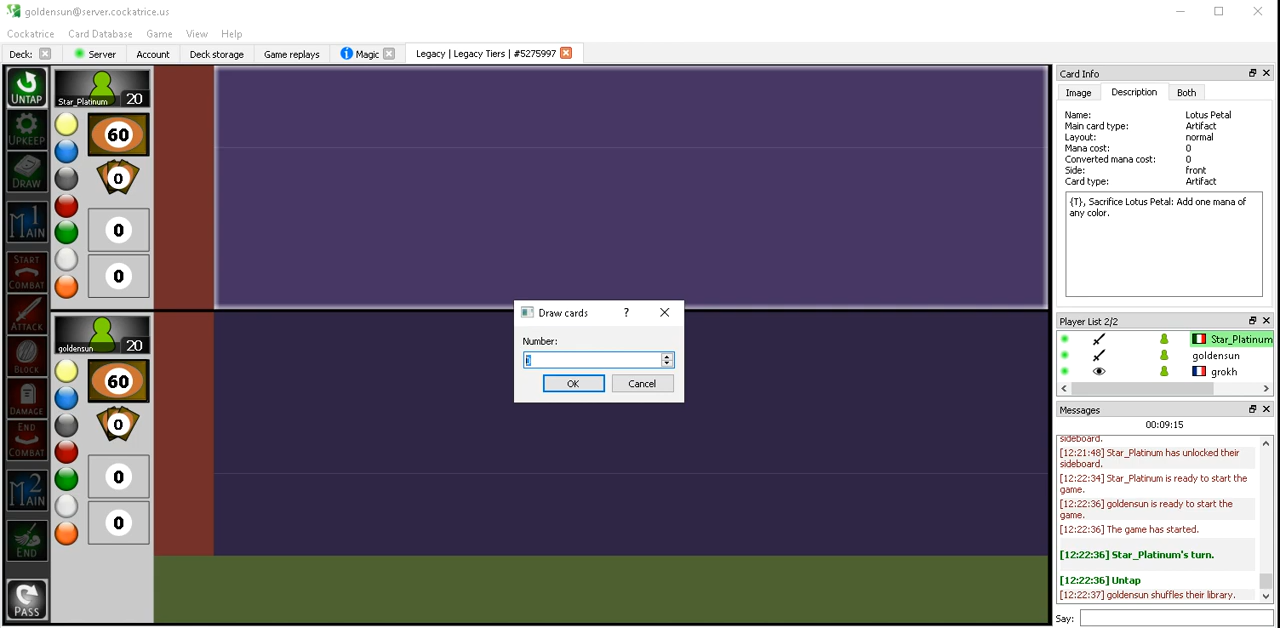 goldensun@server.cockatrice.us
Cockatrice Card Database Game View Help
Deck: Server Account Deck storage Game replays Magic Legacy | Legacy Tiers | #5275997
UNTAP
UPKEEP
DRAW
MAIN 1
START COMBAT
ATTACK
BLOCK
DAMAGE
END COMBAT
MAIN 2
END
PASS
Star_Platinum 20
60
0
0
0
goldensun 20
60
0
0
0
Draw cards ?
Number:
OK Cancel
Card Info
Image Description Both
Name: Lotus Petal
Main card type: Artifact
Layout: normal
Mana cost: 0
Converted mana cost: 0
Side: front
Card type: Artifact
{T}, Sacrifice Lotus Petal: Add one mana of
any color.
Player List 2/2
Star_Platinum
goldensun
grokh
Messages
00:09:15
sideboard.
[12:21:48] Star_Platinum has unlocked their
sideboard.
[12:22:34] Star_Platinum is ready to start the
game.
[12:22:36] goldensun is ready to start the
game.
[12:22:36] The game has started.
[12:22:36] Star_Platinum's turn.
[12:22:36] Untap
[12:22:37] goldensun shuffles their library.
Say: